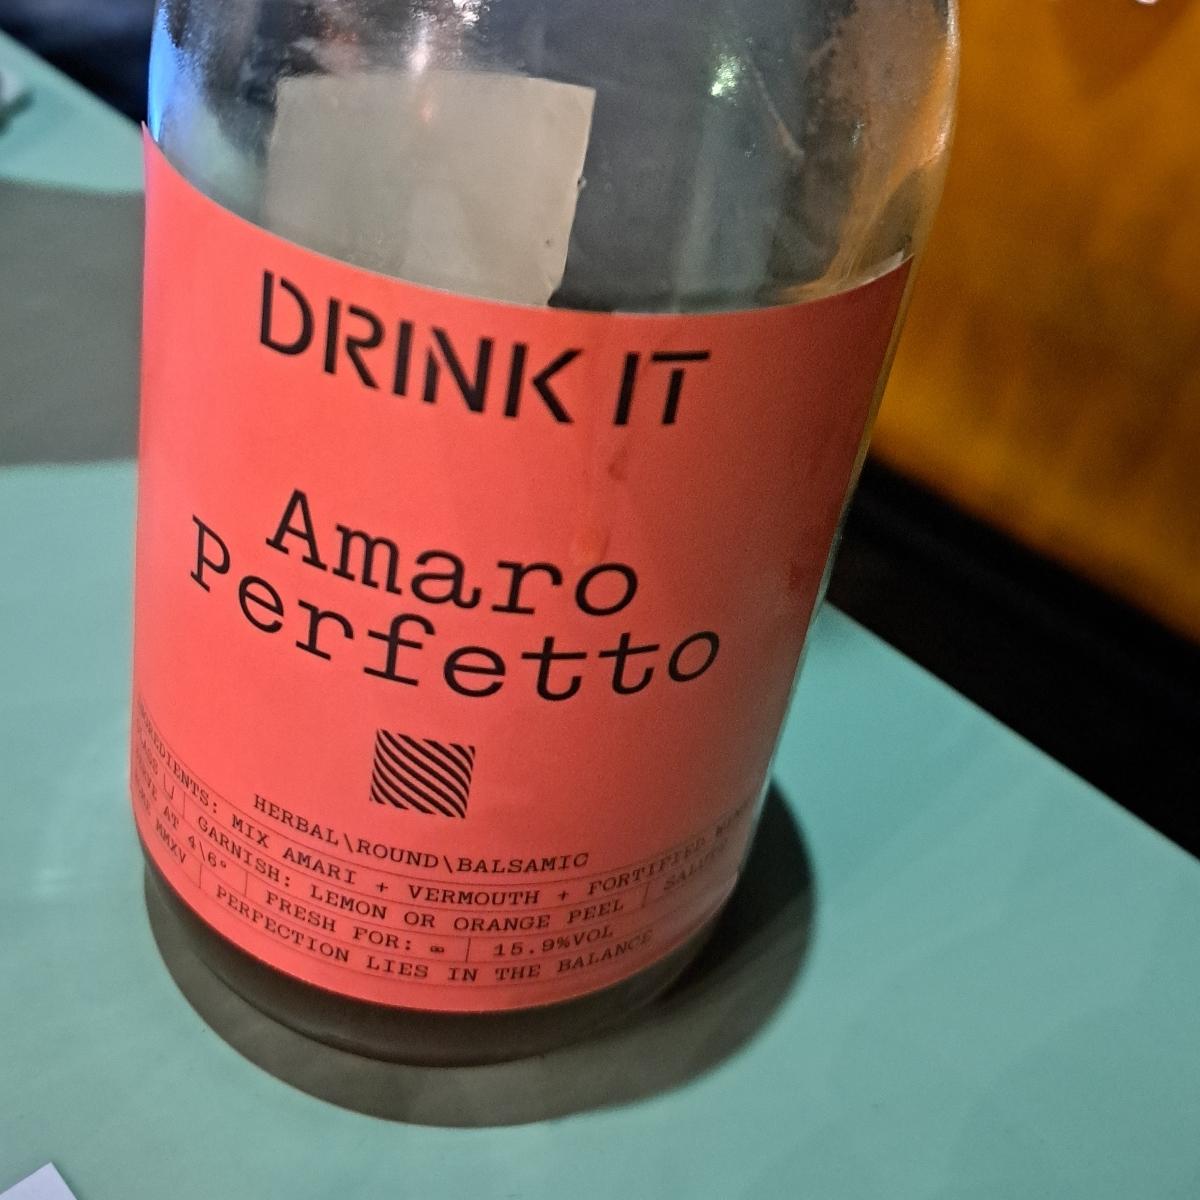 DRINK IT
Amaro
Perfetto
HERBAL\ROUND\BALSAMIC
INGREDIENTS: MIX AMARI + VERMOUTH + FORTIFIED
GLASS | GARNISH: LEMON OR ORANGE PEEL |
SERVE AT 4\6° | FRESH FOR: ∞ | 15.9%VOL
MMXV | PERFECTION LIES IN THE BALANCE